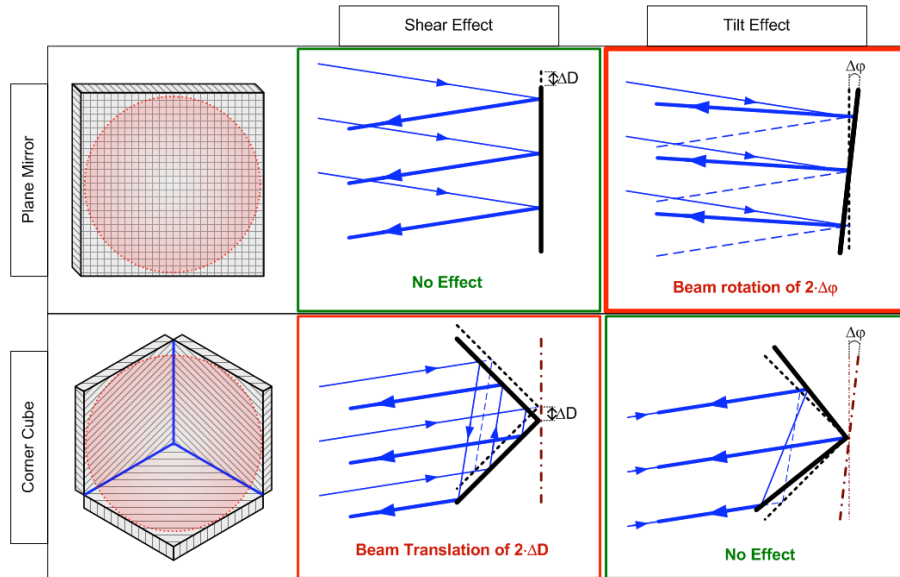 Shear Effect
Tilt Effect
Plane Mirror
ΔD
No Effect
Δφ
Beam rotation of 2·Δφ
Corner Cube
ΔD
Beam Translation of 2·ΔD
Δφ
No Effect